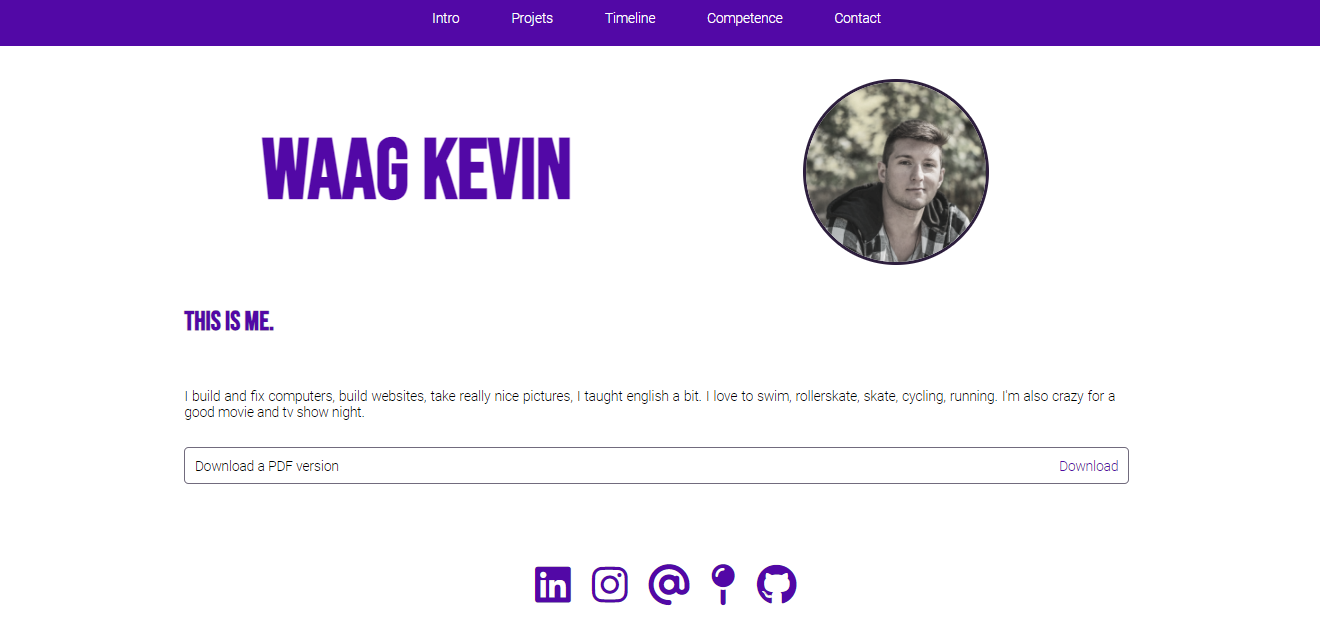 Intro Projets Timeline Competence Contact
WAAG KEVIN
THIS IS ME.
I build and fix computers, build websites, take really nice pictures, I taught english a bit. I love to swim, rollerskate, skate, cycling, running. I'm also crazy for a
good movie and tv show night.
Download a PDF version Download
in